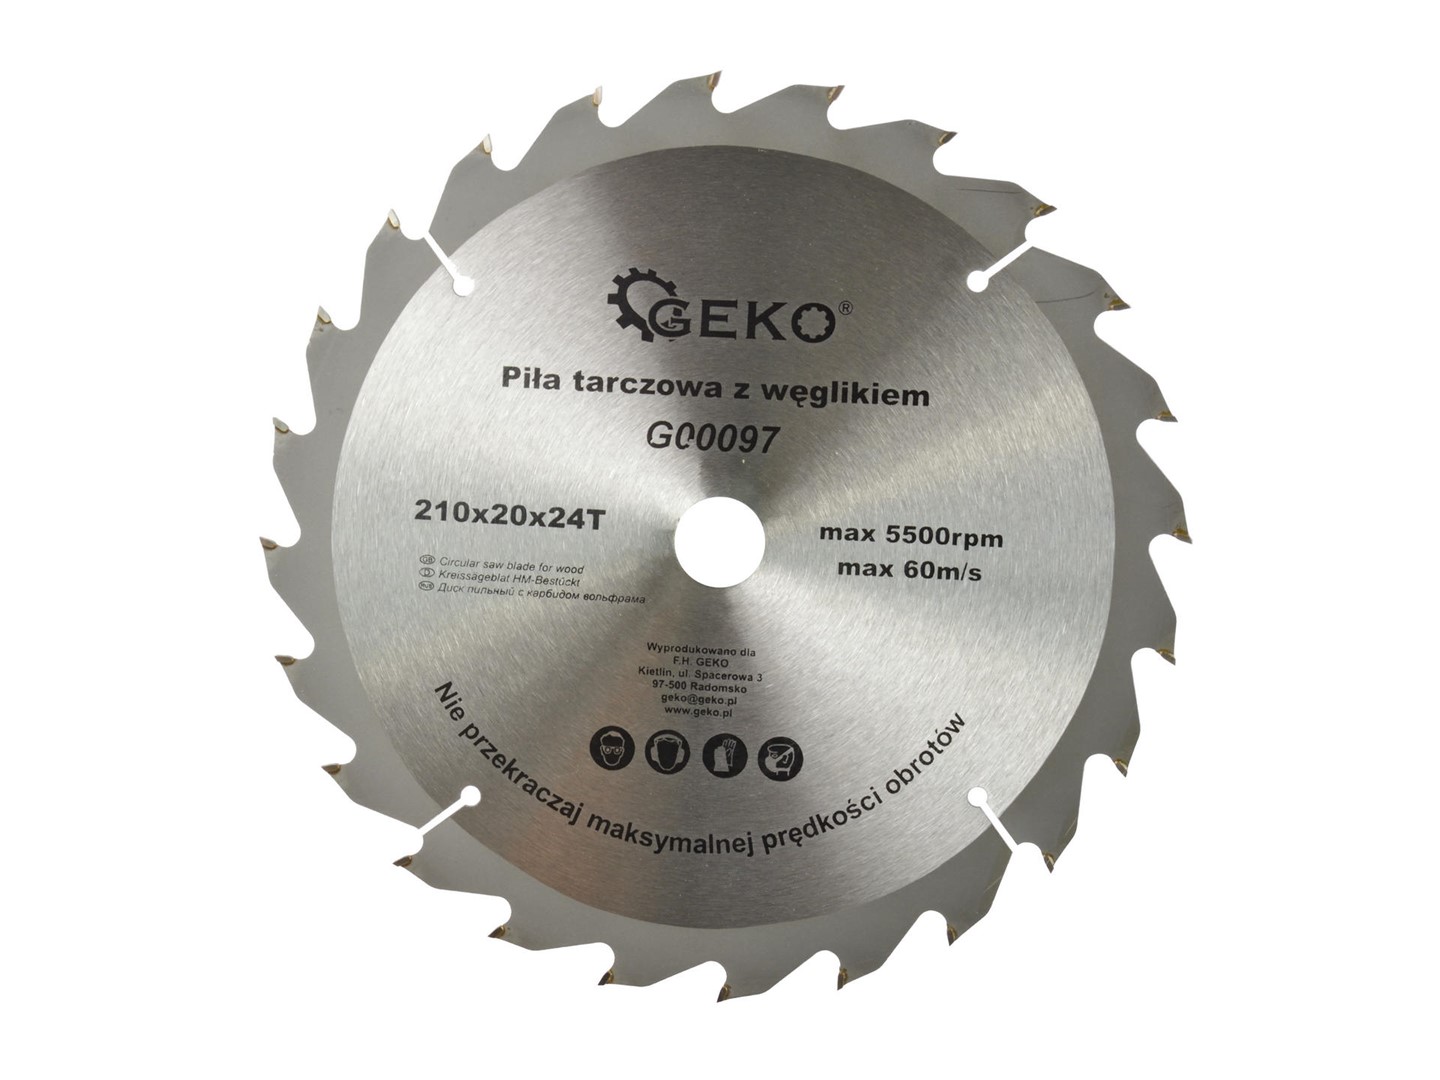 GEKO®
Piła tarczowa z węglikiem
G00097
210x20x24T
GB Circular saw blade for wood
D Kreissageblat HM-Bestückt
RUS Диск пильный с карбидом вольфрама
max 5500rpm
max 60m/s
Wyprodukowano dla
F.H. GEKO
Kietlin, ul. Spacerowa 3
97-500 Radomsko
geko@geko.pl
www.geko.pl
Nie przekraczaj maksymalnej prędkości obrotów